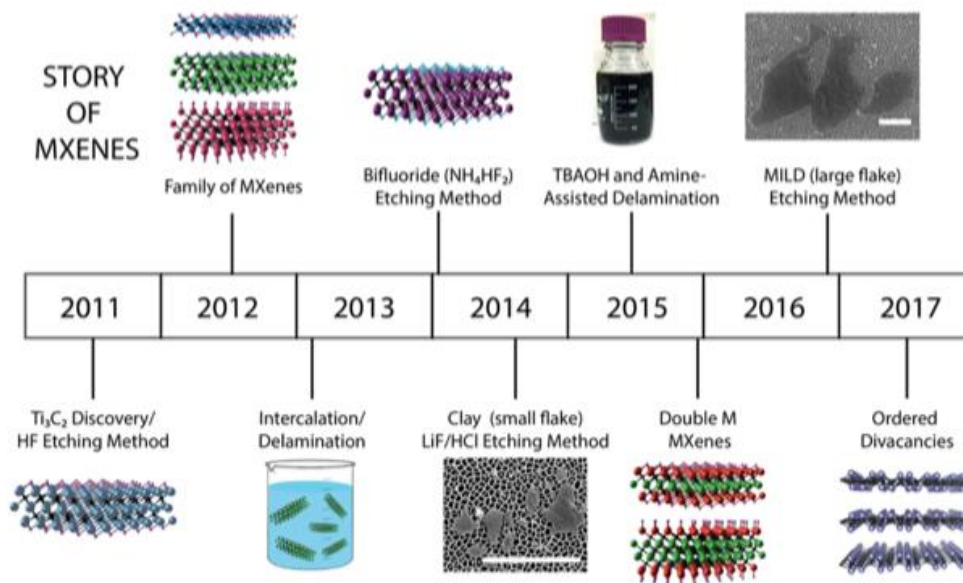 STORY
OF
MXENES
Family of MXenes
Bifluoride (NH₄HF₂)
Etching Method
TBAOH and Amine-
Assisted Delamination
MILD (large flake)
Etching Method
2011
2012
2013
2014
2015
2016
2017
Ti₃C₂ Discovery/
HF Etching Method
Intercalation/
Delamination
Clay (small flake)
LiF/HCl Etching Method
Double M
MXenes
Ordered
Divacancies